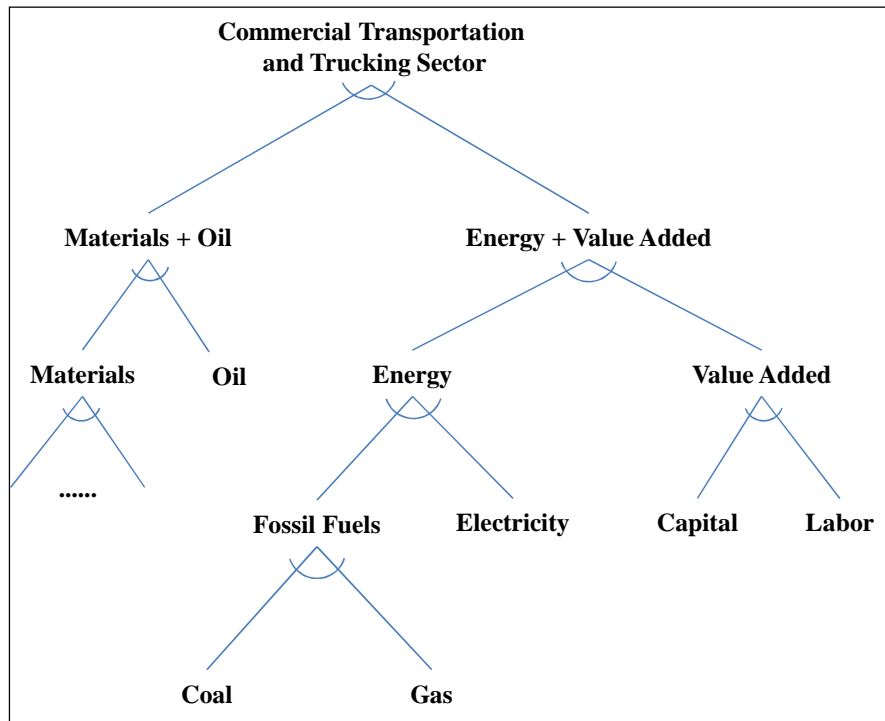 Commercial Transportation
and Trucking Sector
Materials + Oil
Energy + Value Added
Materials
Oil
Energy
Value Added
......
Fossil Fuels
Electricity
Capital
Labor
Coal
Gas